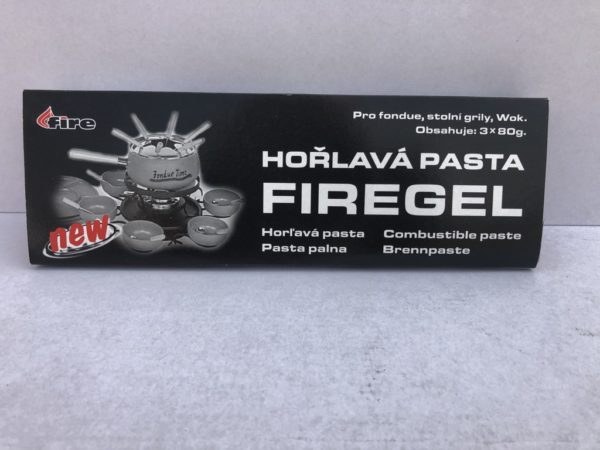 fire
Pro fondue, stolní grily, Wok.
Obsahuje: 3×80g.
HOŘLAVÁ PASTA
FIREGEL
Horľavá pasta Combustible paste
Pasta palna Brennpaste
Fondue Time
new